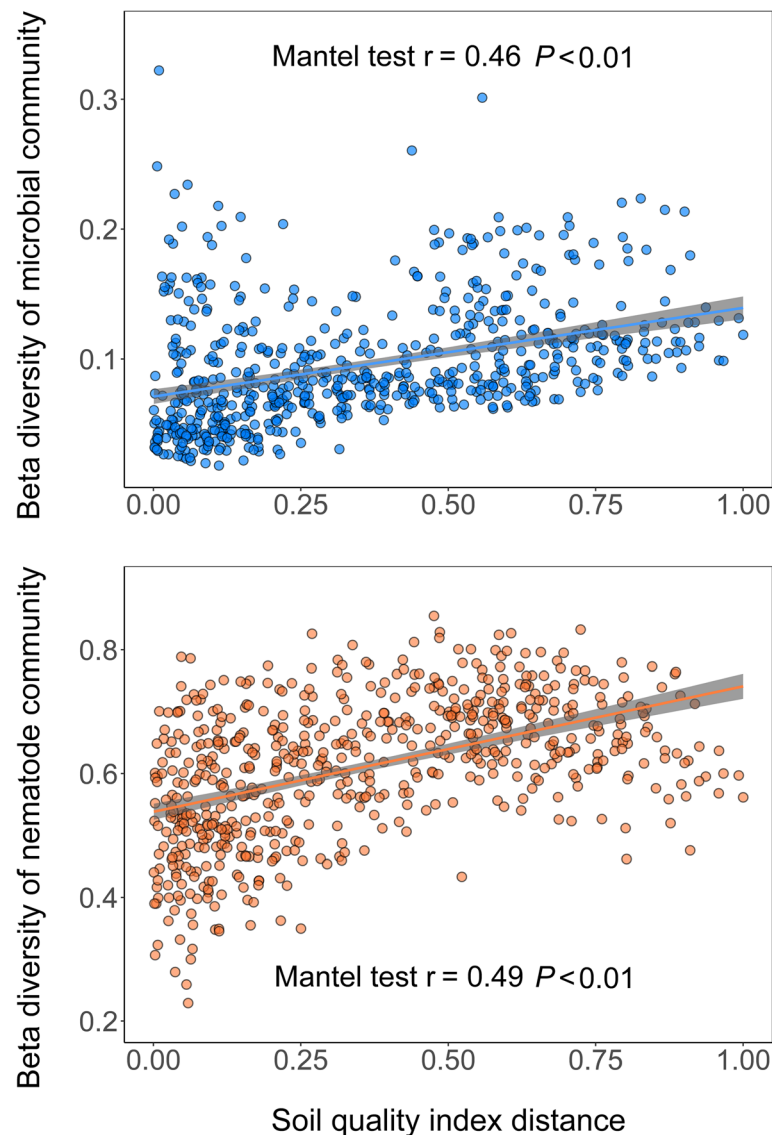 Beta diversity of microbial community
Mantel test r = 0.46 P<0.01
0.3
0.2
0.1
0.00 0.25 0.50 0.75 1.00
Beta diversity of nematode community
0.8
0.6
0.4
0.2
Mantel test r = 0.49 P<0.01
0.00 0.25 0.50 0.75 1.00
Soil quality index distance